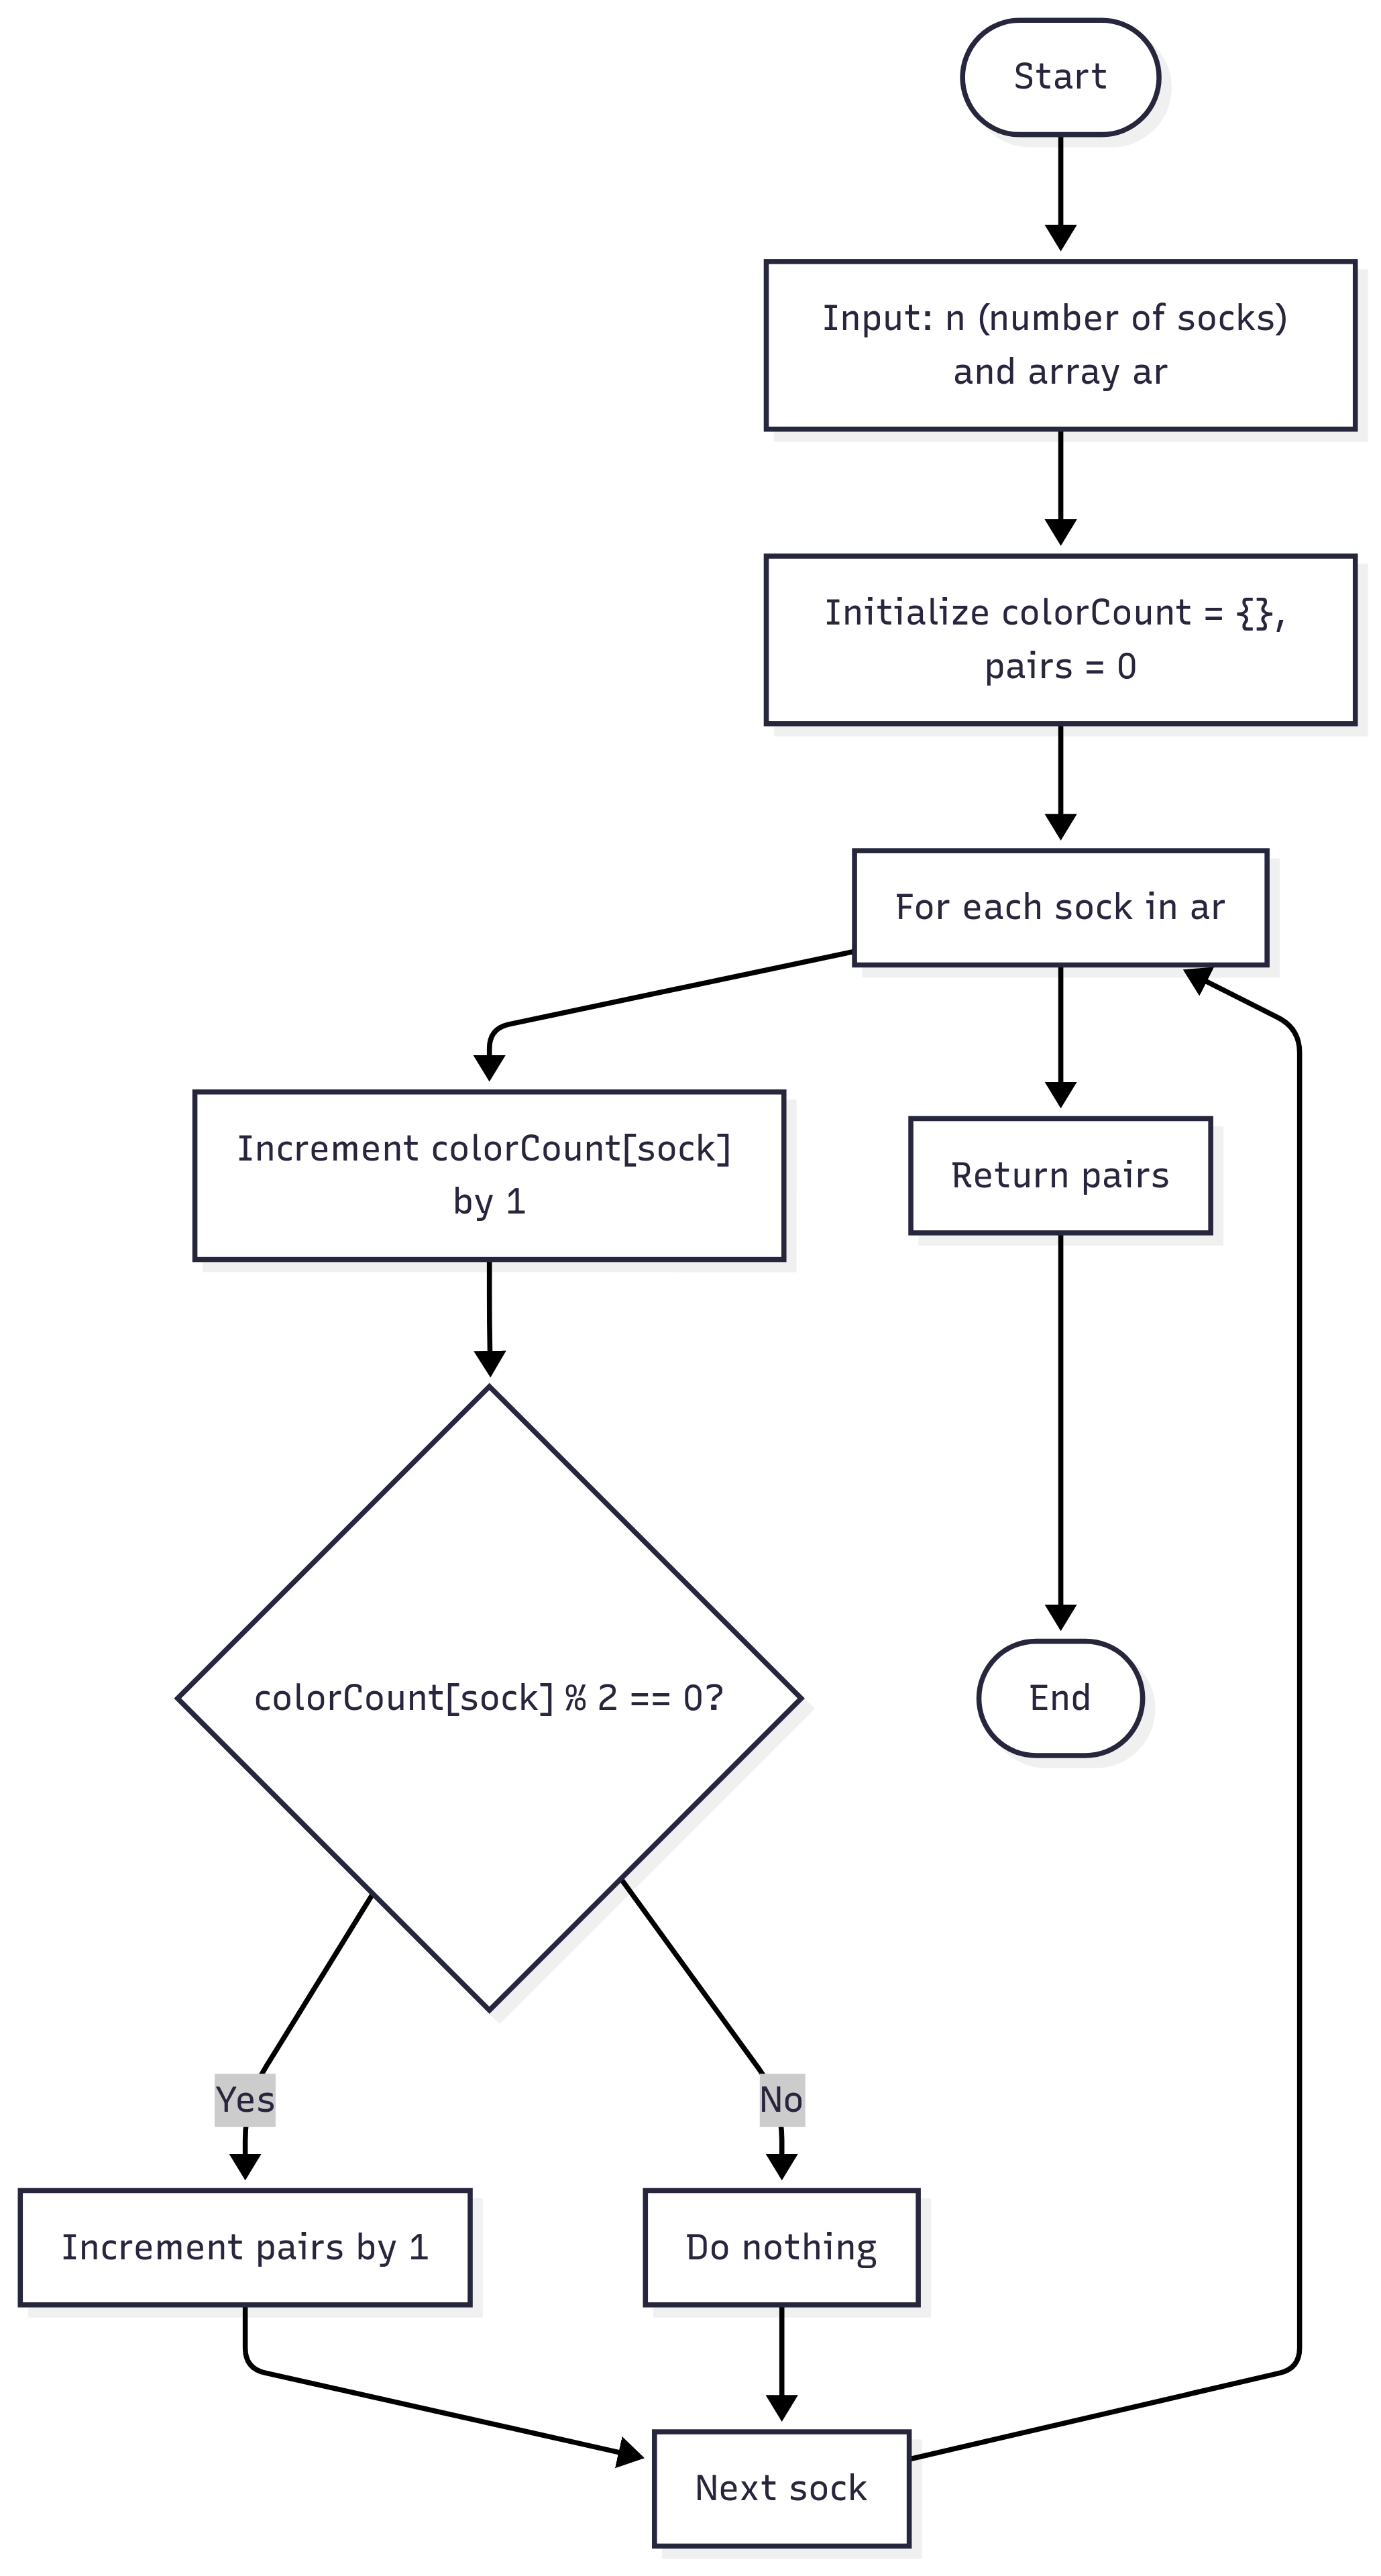 Start
Input: n (number of socks)
and array ar
Initialize colorCount = {},
pairs = 0
For each sock in ar
Increment colorCount[sock]
by 1
Return pairs
colorCount[sock] % 2 == 0?
End
Yes
No
Increment pairs by 1
Do nothing
Next sock